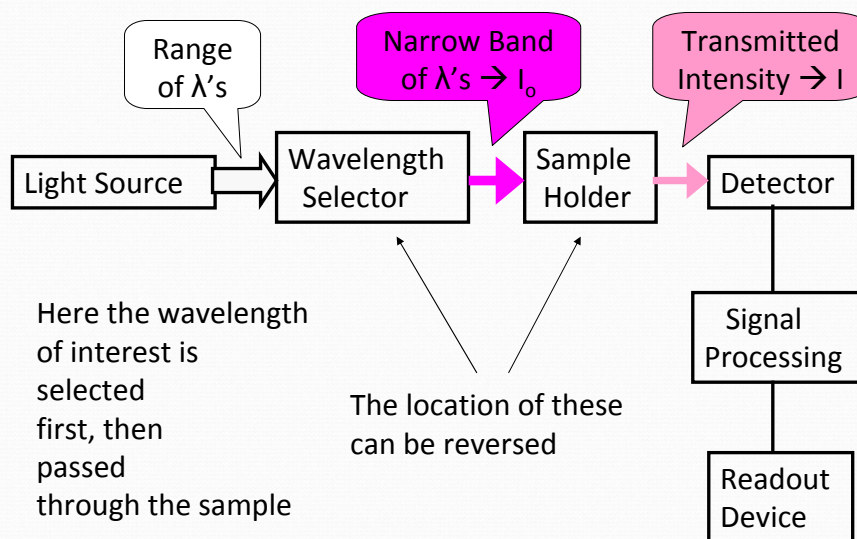 Range
of λ's
Narrow Band
of λ's → Io
Transmitted
Intensity → I
Light Source
Wavelength
Selector
Sample
Holder
Detector
Signal
Processing
Readout
Device
Here the wavelength
of interest is
selected
first, then
passed
through the sample
The location of these
can be reversed